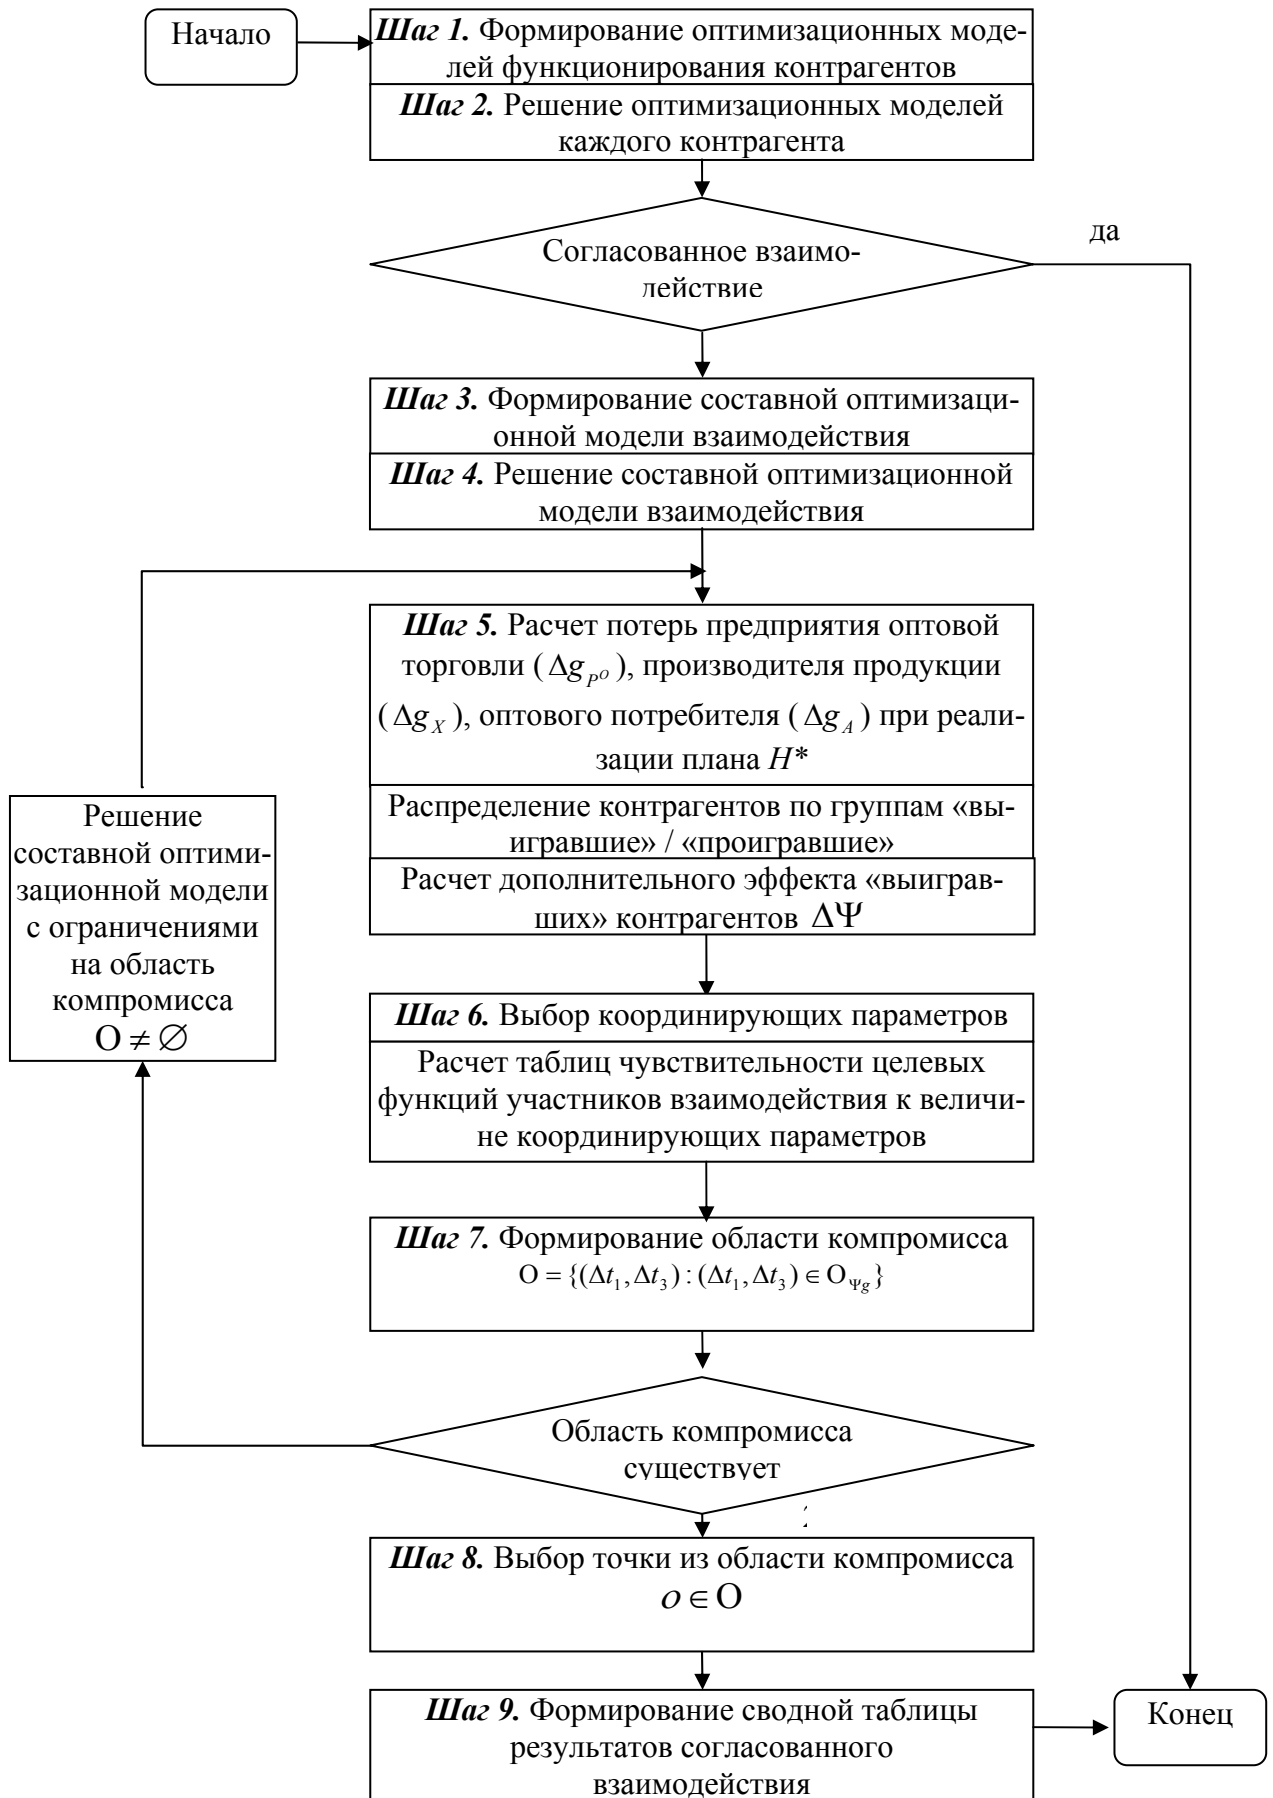 Начало
Шаг 1. Формирование оптимизационных моде-
лей функционирования контрагентов
Шаг 2. Решение оптимизационных моделей
каждого контрагента
Согласованное взаимо-
действие
да
Шаг 3. Формирование составной оптимизаци-
онной модели взаимодействия
Шаг 4. Решение составной оптимизационной
модели взаимодействия
Шаг 5. Расчет потерь предприятия оптовой
торговли (Δg_{P^O}), производителя продукции
(Δg_X), оптового потребителя (Δg_A) при реали-
зации плана H*
Распределение контрагентов по группам «вы-
игравшие» / «проигравшие»
Расчет дополнительного эффекта «выиграв-
ших» контрагентов ΔΨ
Решение
составной оптими-
зационной модели
с ограничениями
на область
компромисса
O ≠ ∅
Шаг 6. Выбор координирующих параметров
Расчет таблиц чувствительности целевых
функций участников взаимодействия к величи-
не координирующих параметров
Шаг 7. Формирование области компромисса
O = {(Δt₁, Δt₃) : (Δt₁, Δt₃) ∈ O_{Ψg}}
Область компромисса
существует
Шаг 8. Выбор точки из области компромисса
o ∈ O
Шаг 9. Формирование сводной таблицы
результатов согласованного
взаимодействия
Конец